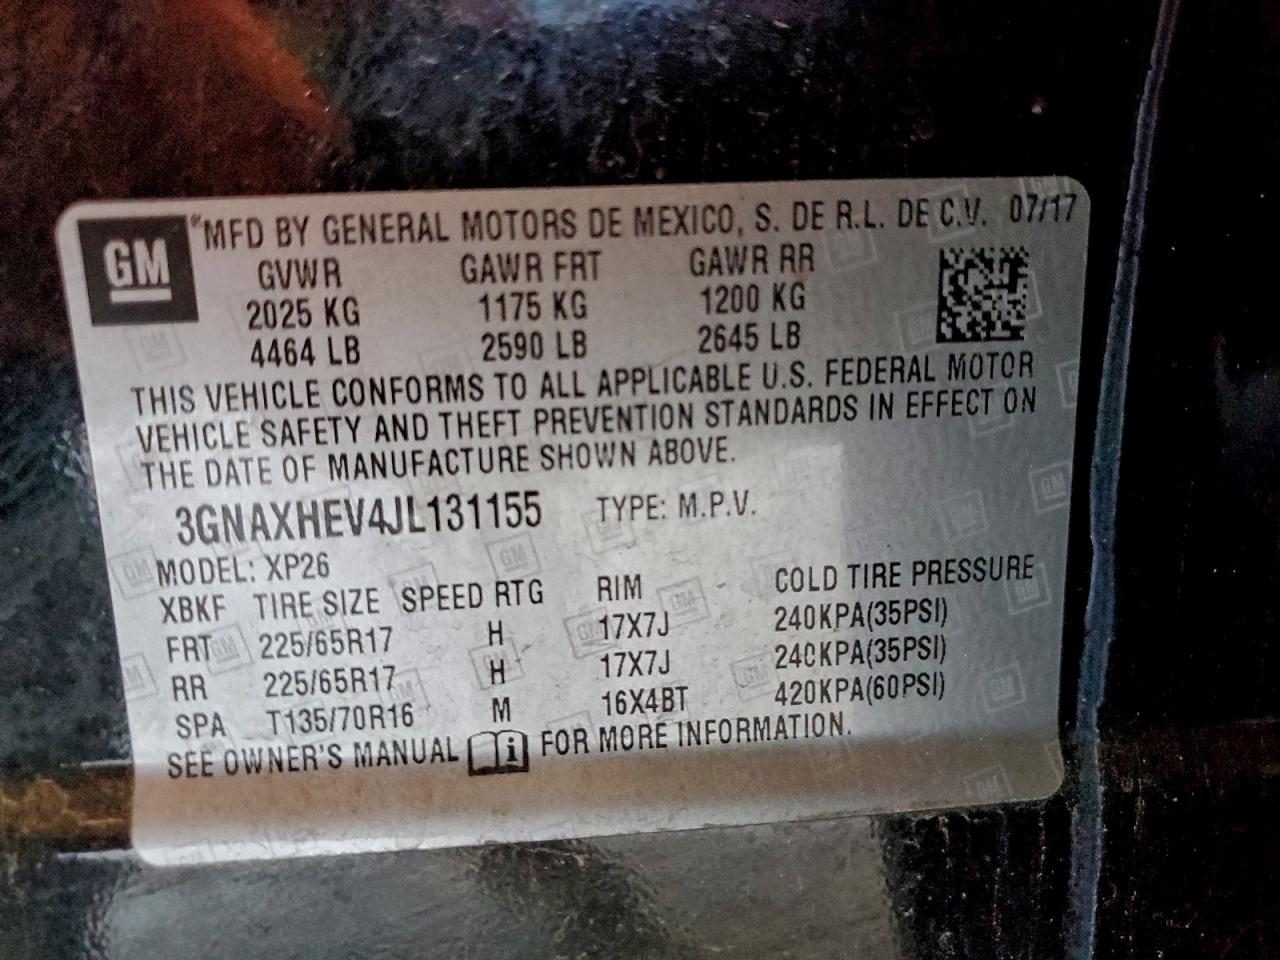 GM
*MFD BY GENERAL MOTORS DE MEXICO, S. DE R.L. DE C.V. 07/17
GVWR GAWR FRT GAWR RR
2025 KG 1175 KG 1200 KG
4464 LB 2590 LB 2645 LB
THIS VEHICLE CONFORMS TO ALL APPLICABLE U.S. FEDERAL MOTOR
VEHICLE SAFETY AND THEFT PREVENTION STANDARDS IN EFFECT ON
THE DATE OF MANUFACTURE SHOWN ABOVE.
3GNAXHEV4JL131155 TYPE: M.P.V.
MODEL: XP26
XBKF TIRE SIZE SPEED RTG RIM COLD TIRE PRESSURE
FRT 225/65R17 H 17X7J 240KPA(35PSI)
RR 225/65R17 H 17X7J 240KPA(35PSI)
SPA T135/70R16 M 16X4BT 420KPA(60PSI)
SEE OWNER'S MANUAL i FOR MORE INFORMATION.